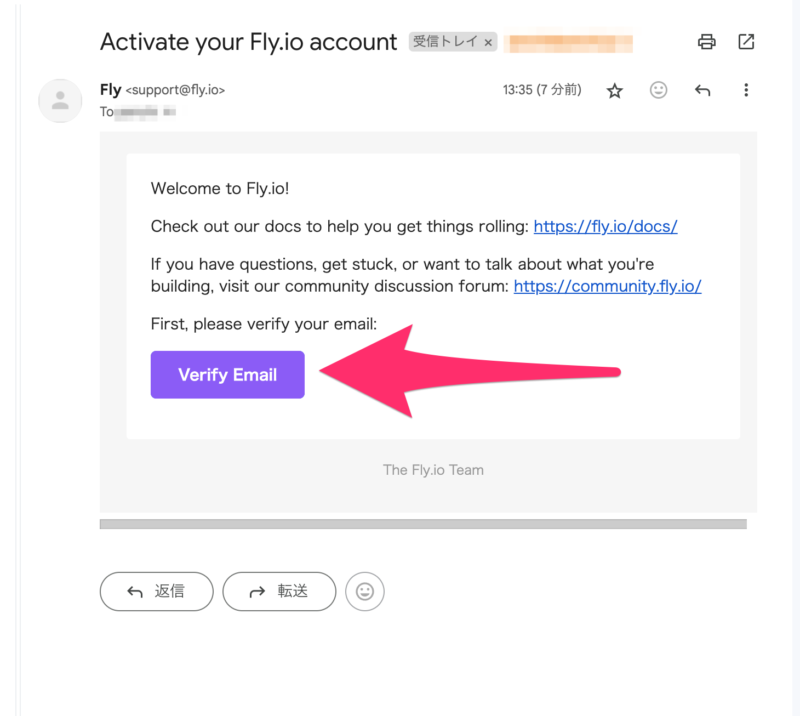 Activate your Fly.io account 受信トレイ ×
Fly <support@fly.io> 13:35 (7 分前)
To
Welcome to Fly.io!
Check out our docs to help you get things rolling: https://fly.io/docs/
If you have questions, get stuck, or want to talk about what you're
building, visit our community discussion forum: https://community.fly.io/
First, please verify your email:
Verify Email
The Fly.io Team
返信 転送